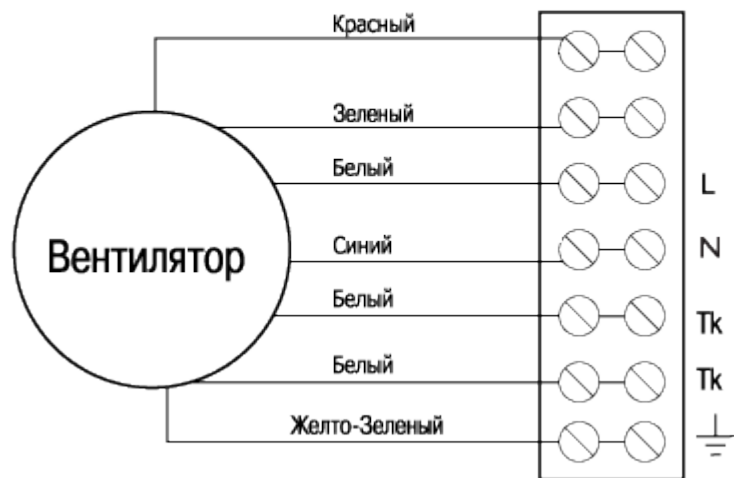 Красный
Зеленый
Белый
L
Вентилятор
Синий
N
Белый
Tk
Белый
Tk
Желто-Зеленый